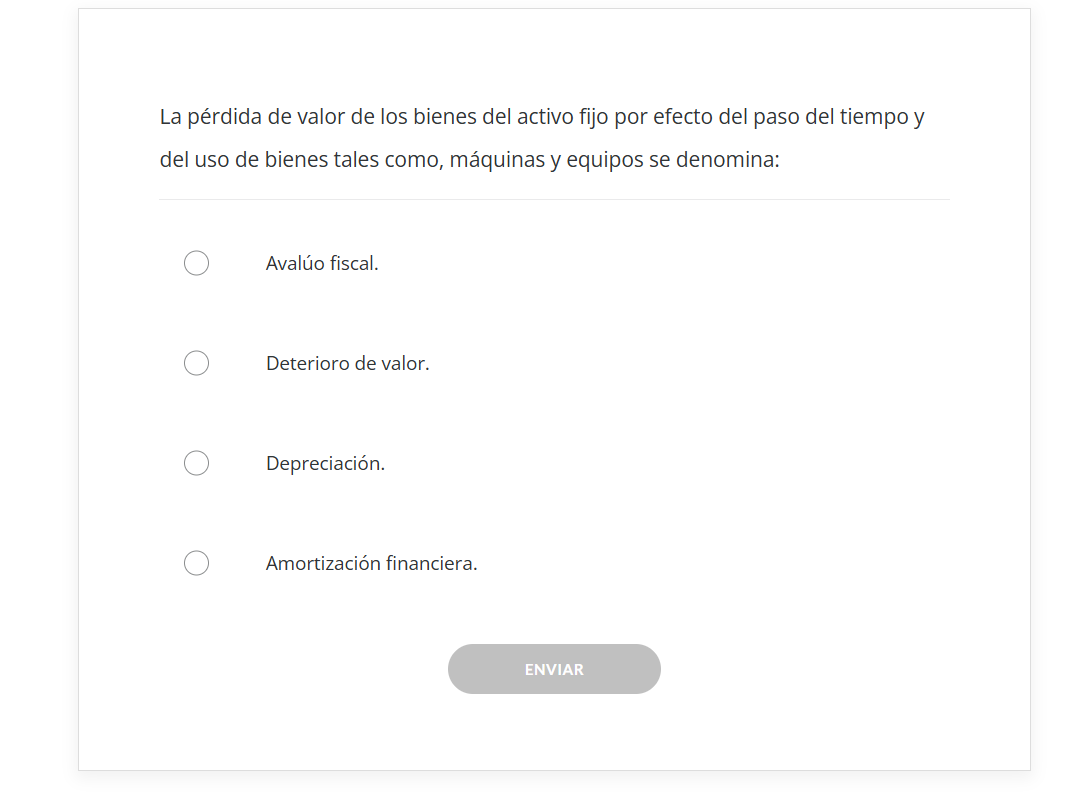 La pérdida de valor de los bienes del activo fijo por efecto del paso del tiempo y
del uso de bienes tales como, máquinas y equipos se denomina:
Avalúo fiscal.
Deterioro de valor.
Depreciación.
Amortización financiera.
ENVIAR